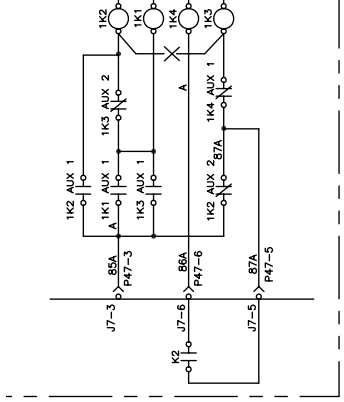 1K2
1K1
1K4
1K3
1K3 AUX 2
A
1K4 AUX 1
87A
1K2 AUX 1
1K1 AUX 1
1K3 AUX 1
1K2 AUX 2
A
85A
P47-3
86A
P47-6
87A
P47-5
J7-3
J7-6
J7-5
K2